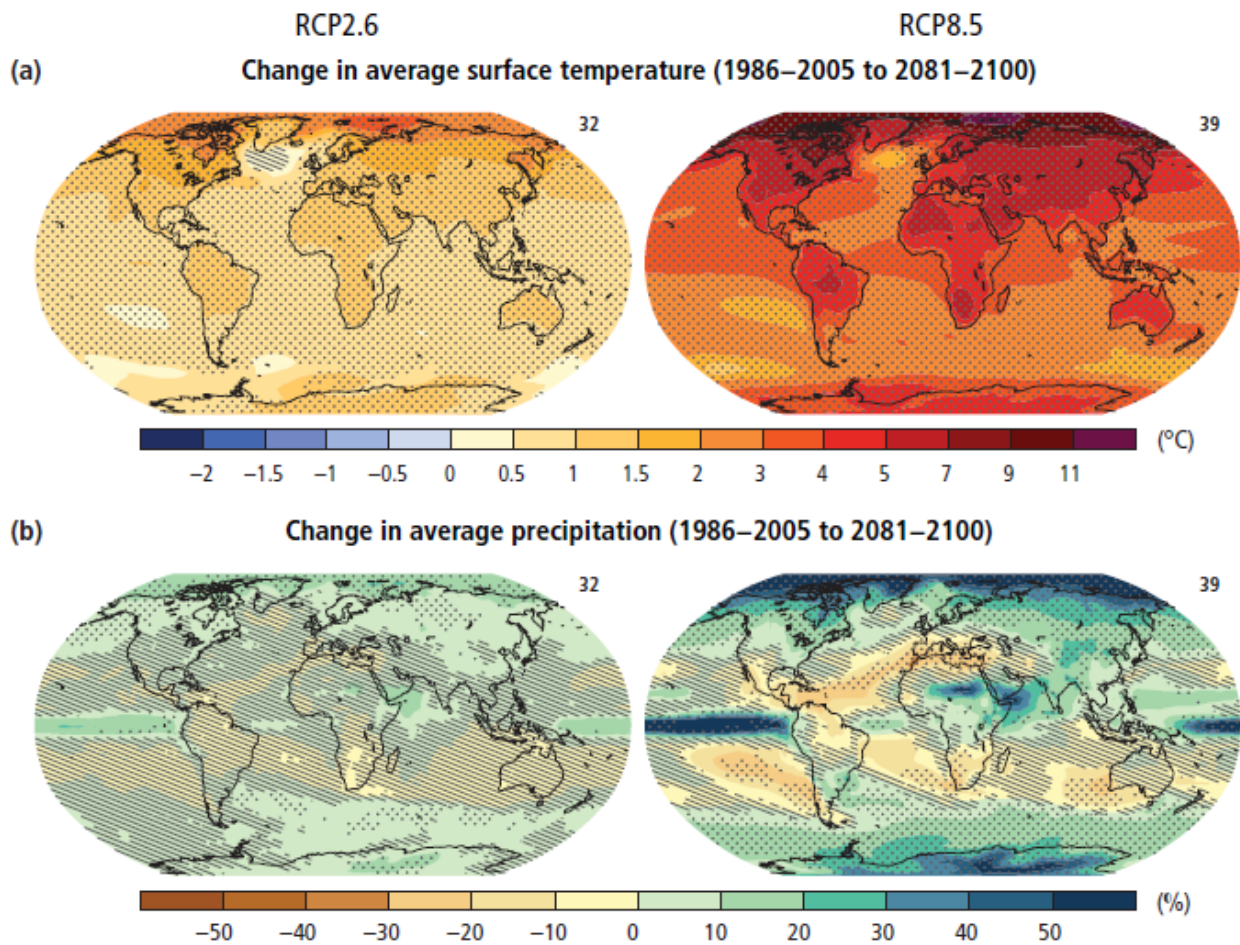 RCP2.6 RCP8.5
(a) Change in average surface temperature (1986–2005 to 2081–2100)
32 39
(°C)
−2 −1.5 −1 −0.5 0 0.5 1 1.5 2 3 4 5 7 9 11
(b) Change in average precipitation (1986–2005 to 2081–2100)
32 39
(%)
−50 −40 −30 −20 −10 0 10 20 30 40 50